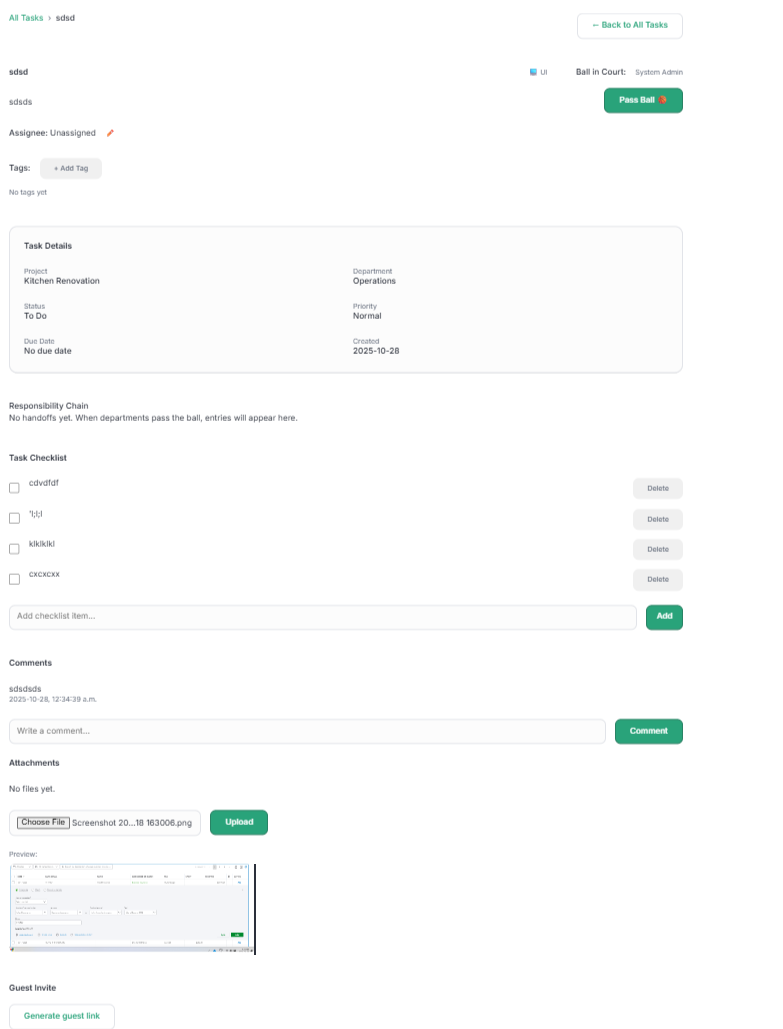 All Tasks › sdsd
← Back to All Tasks
sdsd
UI
Ball in Court: System Admin
sdsds
Pass Ball
Assignee: Unassigned
Tags: + Add Tag
No tags yet
Task Details
Project
Department
Kitchen Renovation
Operations
Status
Priority
To Do
Normal
Due Date
Created
No due date
2025-10-28
Responsibility Chain
No handoffs yet. When departments pass the ball, entries will appear here.
Task Checklist
cdvdfdf
Delete
'l;l;l
Delete
klklklkl
Delete
cxcxcxx
Delete
Add checklist item...
Add
Comments
sdsdsds
2025-10-28, 12:34:39 a.m.
Write a comment...
Comment
Attachments
No files yet.
Choose File Screenshot 20...18 163006.png
Upload
Preview:
Guest Invite
Generate guest link